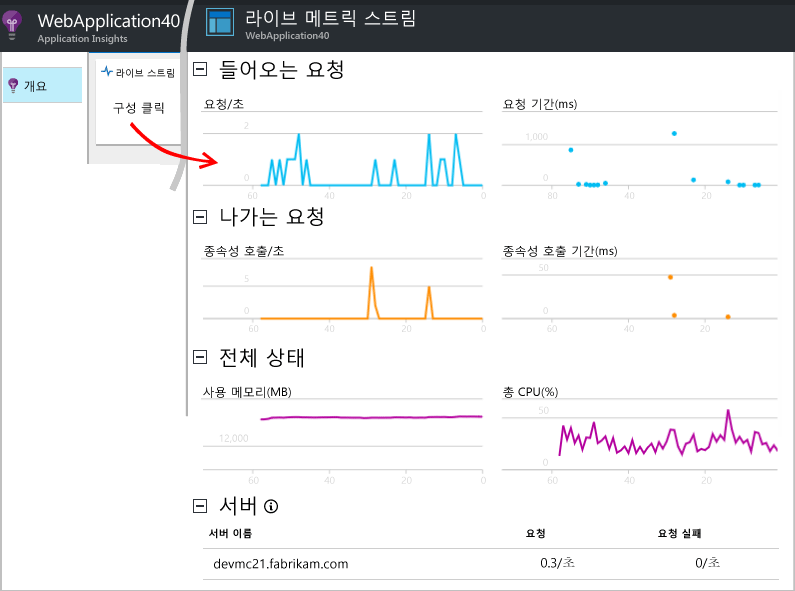 WebApplication40
Application Insights
라이브 메트릭 스트림
WebApplication40
개요
라이브 스트림
구성 클릭
들어오는 요청
요청/초
2
0
60
40
20
0
요청 기간(ms)
1,000
0
80
40
20
나가는 요청
종속성 호출/초
5
0
60
40
20
0
종속성 호출 기간(ms)
50
0
60
40
20
전체 상태
사용 메모리(MB)
12,000
60
40
20
0
총 CPU(%)
50
0
60
40
20
서버
서버 이름 요청 요청 실패
devmc21.fabrikam.com 0.3/초 0/초